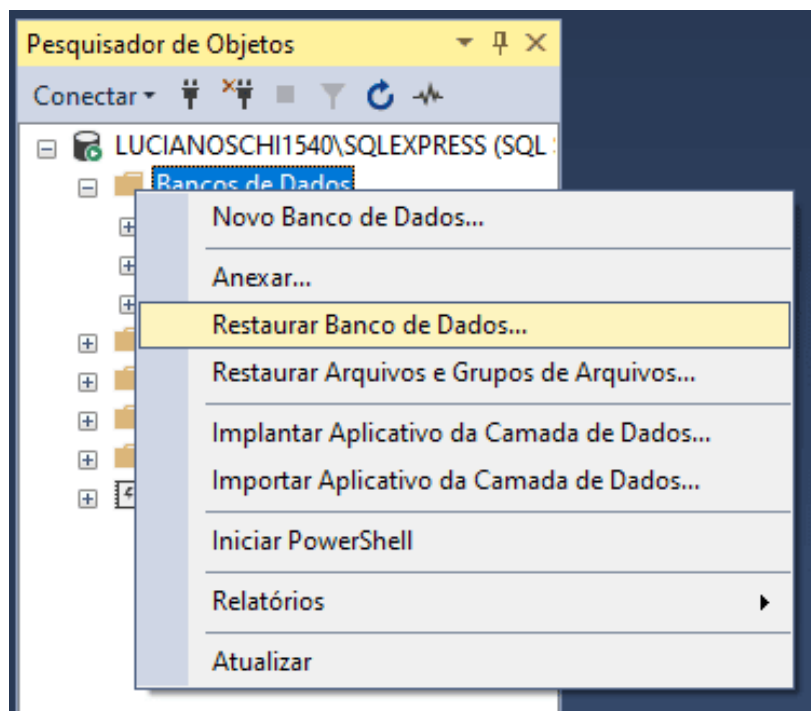 Pesquisador de Objetos
Conectar
LUCIANOSCHI1540\SQLEXPRESS (SQL
Bancos de Dados
Novo Banco de Dados...
Anexar...
Restaurar Banco de Dados...
Restaurar Arquivos e Grupos de Arquivos...
Implantar Aplicativo da Camada de Dados...
Importar Aplicativo da Camada de Dados...
Iniciar PowerShell
Relatórios
Atualizar